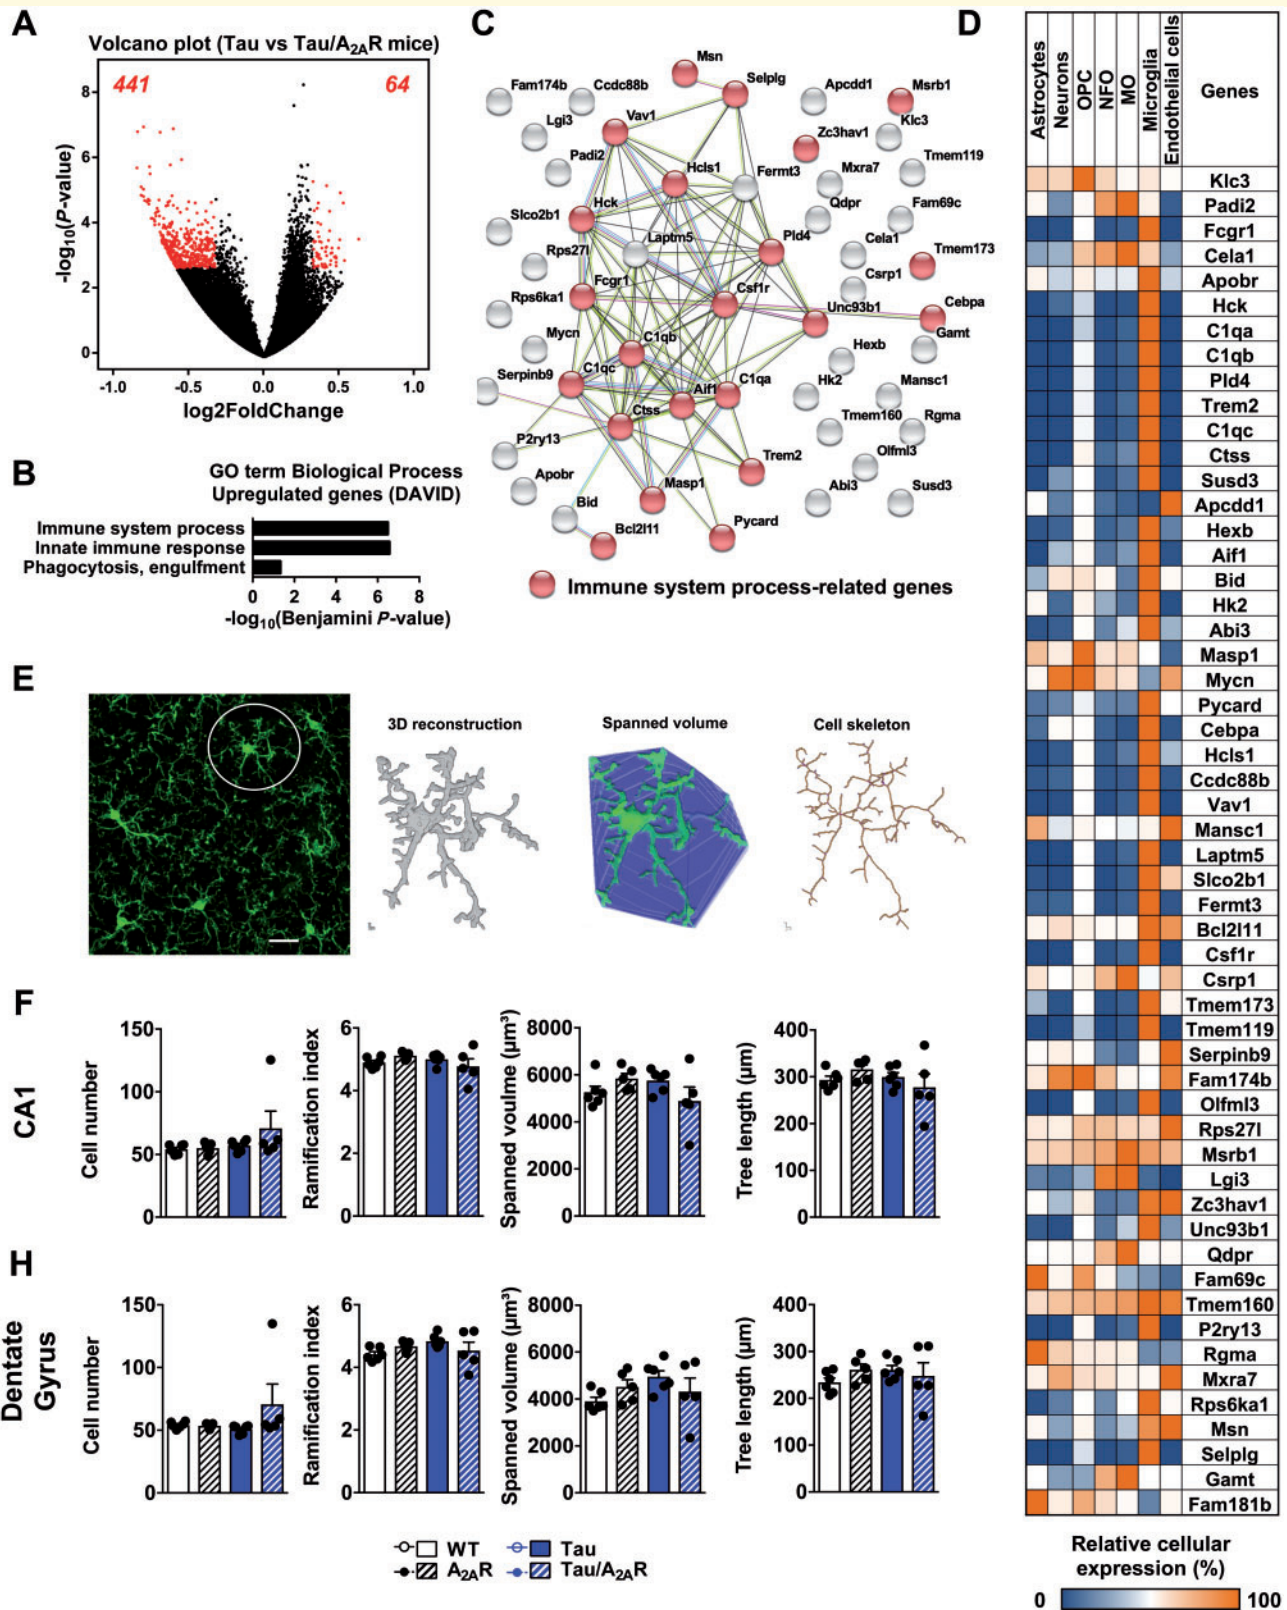 A
Volcano plot (Tau vs Tau/A2AR mice)
441
64
-log10(P-value)
8
6
4
2
0
-1.0
-0.5
0.0
0.5
1.0
log2FoldChange
B
GO term Biological Process
Upregulated genes (DAVID)
Immune system process
Innate immune response
Phagocytosis, engulfment
0
2
4
6
8
-log10(Benjamini P-value)
C
Msn
Selplg
Fam174b
Ccdc88b
Apcdd1
Msrb1
Lgi3
Vav1
Zc3hav1
Klc3
Padi2
Hcls1
Fermt3
Mxra7
Tmem119
Slco2b1
Hck
Qdpr
Fam69c
Laptm5
Pld4
Cela1
Tmem173
Rps27l
Fcgr1
Csf1r
Csrp1
Rps6ka1
Unc93b1
Cebpa
Mycn
C1qb
Hexb
Gamt
Serpinb9
C1qc
Aif1
C1qa
Hk2
Mansc1
Ctss
Tmem160
Rgma
P2ry13
Trem2
Olfml3
Apobr
Masp1
Abi3
Susd3
Bid
Bcl2l11
Pycard
Immune system process-related genes
D
Astrocytes
Neurons
OPC
NFO
MO
Microglia
Endothelial cells
Genes
Klc3
Padi2
Fcgr1
Cela1
Apobr
Hck
C1qa
C1qb
Pld4
Trem2
C1qc
Ctss
Susd3
Apcdd1
Hexb
Aif1
Bid
Hk2
Abi3
Masp1
Mycn
Pycard
Cebpa
Hcls1
Ccdc88b
Vav1
Mansc1
Laptm5
Slco2b1
Fermt3
Bcl2l11
Csf1r
Csrp1
Tmem173
Tmem119
Serpinb9
Fam174b
Olfml3
Rps27l
Msrb1
Lgi3
Zc3hav1
Unc93b1
Qdpr
Fam69c
Tmem160
P2ry13
Rgma
Mxra7
Rps6ka1
Msn
Selplg
Gamt
Fam181b
Relative cellular
expression (%)
0
100
E
3D reconstruction
Spanned volume
Cell skeleton
F
CA1
Cell number
150
100
50
0
Ramification index
6
4
2
0
Spanned voulme (µm³)
8000
6000
4000
2000
0
Tree length (µm)
400
300
200
100
0
H
Dentate
Gyrus
Cell number
150
100
50
0
Ramification index
6
4
2
0
Spanned volume (µm³)
8000
6000
4000
2000
0
Tree length (µm)
400
300
200
100
0
WT
Tau
A2AR
Tau/A2AR